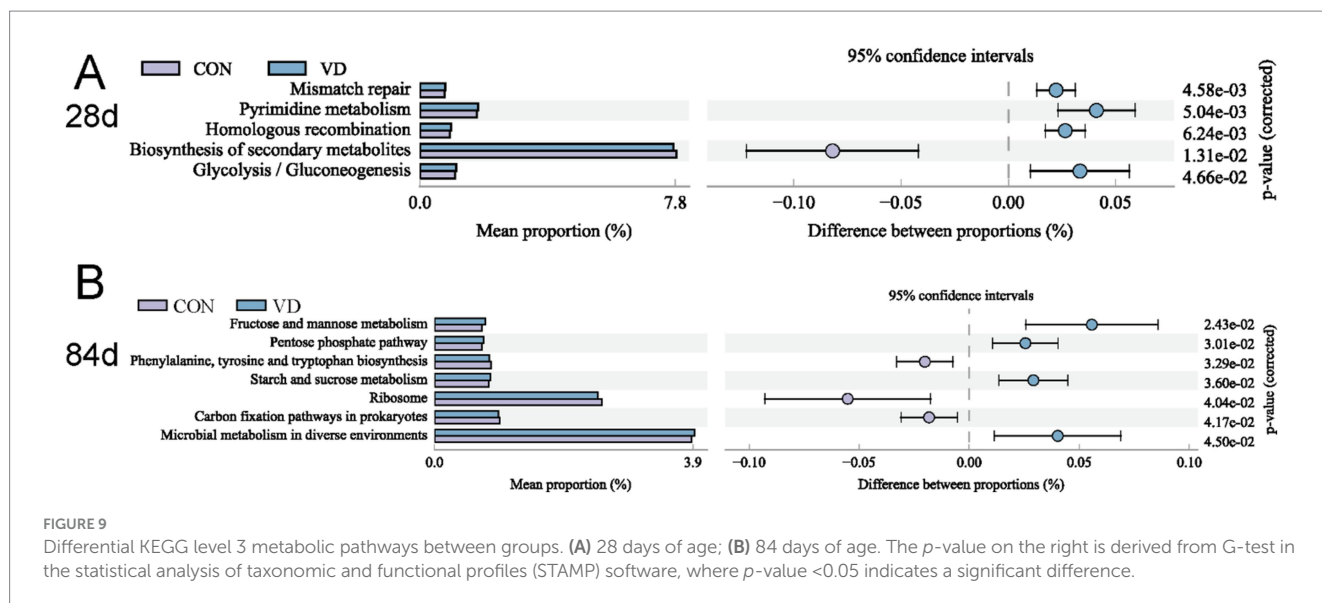 A
CON VD
28d
95% confidence intervals
Mismatch repair 4.58e-03
Pyrimidine metabolism 5.04e-03
Homologous recombination 6.24e-03
Biosynthesis of secondary metabolites 1.31e-02
Glycolysis / Gluconeogenesis 4.66e-02
p-value (corrected)
0.0 7.8 −0.10 −0.05 0.00 0.05
Mean proportion (%) Difference between proportions (%)
B
CON VD
84d
95% confidence intervals
Fructose and mannose metabolism 2.43e-02
Pentose phosphate pathway 3.01e-02
Phenylalanine, tyrosine and tryptophan biosynthesis 3.29e-02
Starch and sucrose metabolism 3.60e-02
Ribosome 4.04e-02
Carbon fixation pathways in prokaryotes 4.17e-02
Microbial metabolism in diverse environments 4.50e-02
p-value (corrected)
0.0 3.9 −0.10 −0.05 0.00 0.05 0.10
Mean proportion (%) Difference between proportions (%)
FIGURE 9
Differential KEGG level 3 metabolic pathways between groups. (A) 28 days of age; (B) 84 days of age. The p-value on the right is derived from G-test in
the statistical analysis of taxonomic and functional profiles (STAMP) software, where p-value <0.05 indicates a significant difference.